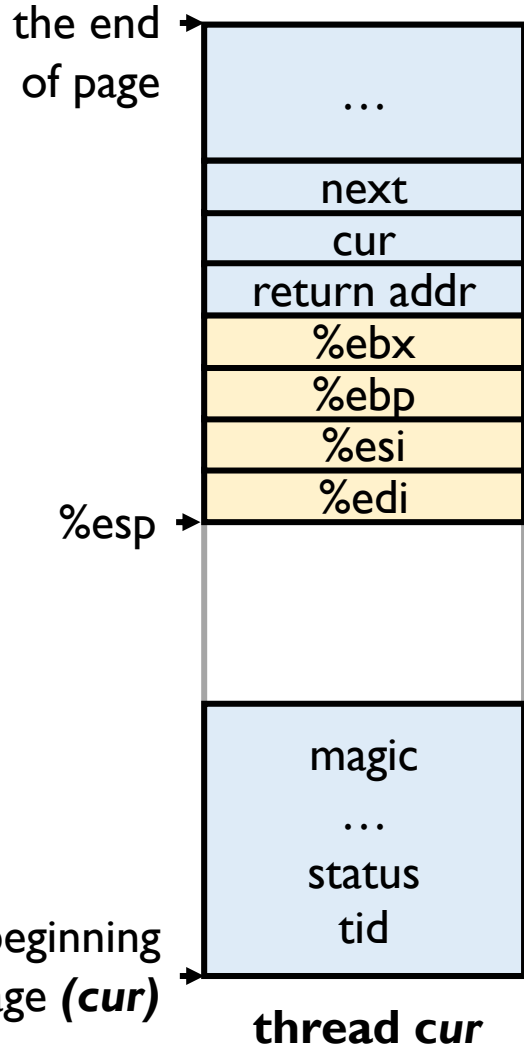 the end
of page
…
next
cur
return addr
%ebx
%ebp
%esi
%edi
%esp
magic
…
status
tid
beginning
(cur)
thread cur